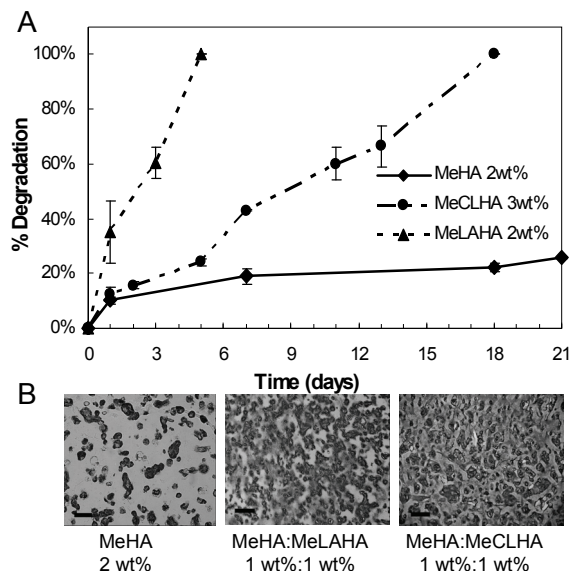 A
100%
80%
60%
40%
20%
0%
% Degradation
MeHA 2wt%
MeCLHA 3wt%
MeLAHA 2wt%
0 3 6 9 12 15 18 21
Time (days)
B
MeHA
2 wt%
MeHA:MeLAHA
1 wt%:1 wt%
MeHA:MeCLHA
1 wt%:1 wt%